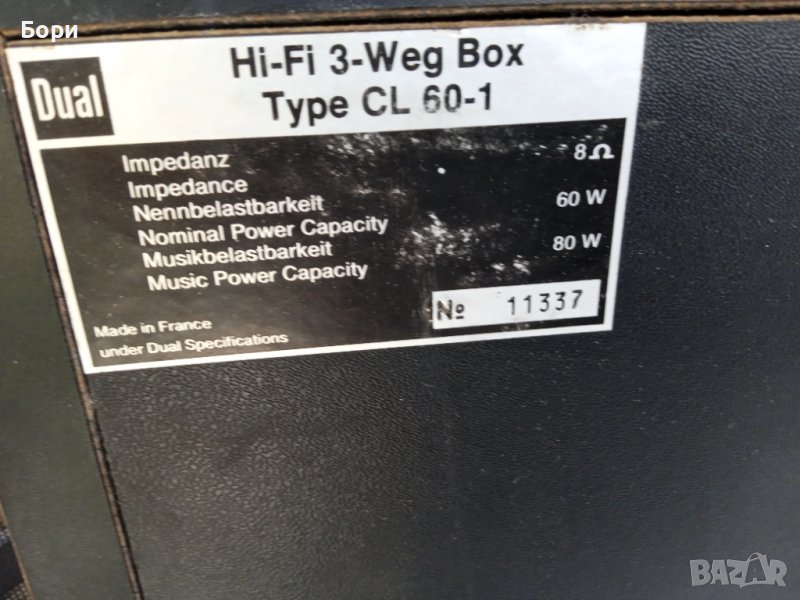 Бори
Dual
Hi-Fi 3-Weg Box
Type CL 60-1
Impedanz 8Ω
Impedance
Nennbelastbarkeit 60 W
Nominal Power Capacity
Musikbelastbarkeit 80 W
Music Power Capacity
№ 11337
Made in France
under Dual Specifications
BAZAR